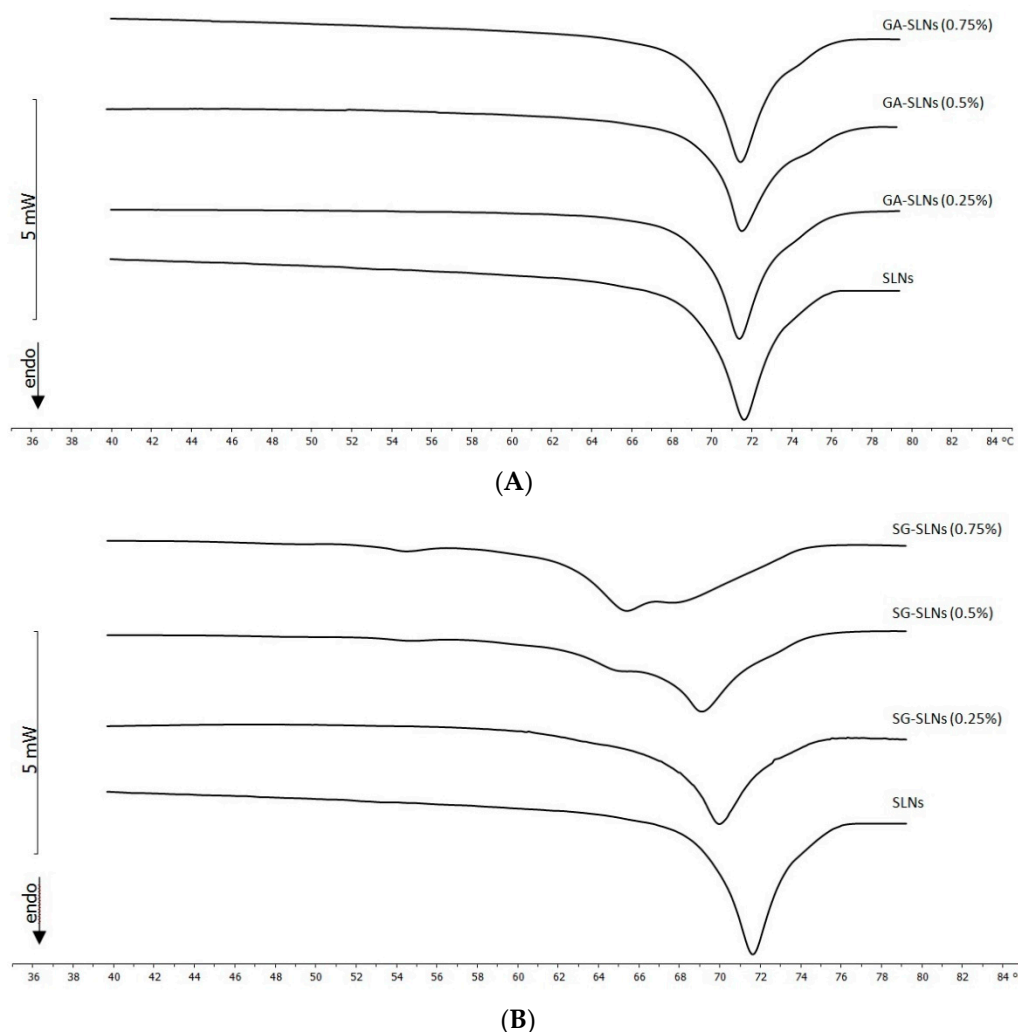 GA-SLNs (0.75%)
GA-SLNs (0.5%)
GA-SLNs (0.25%)
SLNs
5 mW
endo
36 38 40 42 44 46 48 50 52 54 56 58 60 62 64 66 68 70 72 74 76 78 80 82 84 ºC
(A)
SG-SLNs (0.75%)
SG-SLNs (0.5%)
SG-SLNs (0.25%)
SLNs
5 mW
endo
36 38 40 42 44 46 48 50 52 54 56 58 60 62 64 66 68 70 72 74 76 78 80 82 84 º
(B)